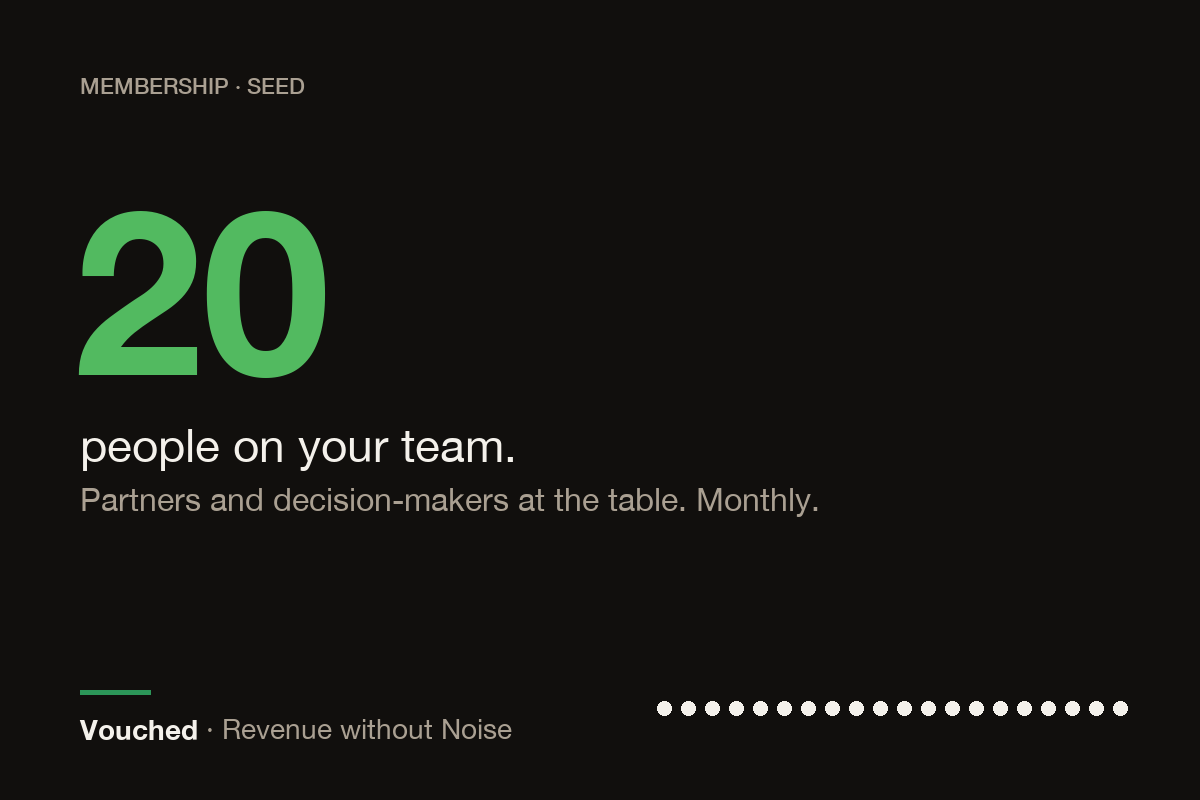 MEMBERSHIP · SEED
20
people on your team.
Partners and decision-makers at the table. Monthly.
Vouched · Revenue without Noise